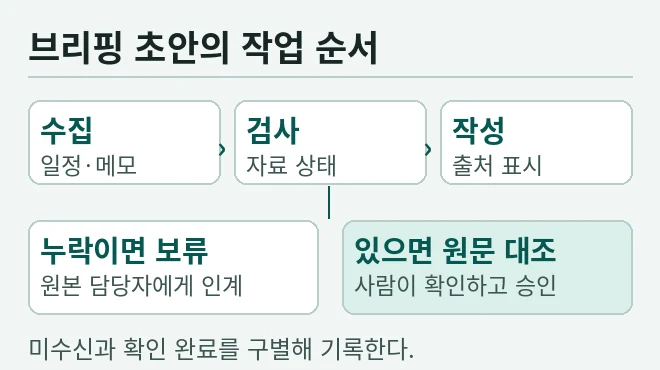 브리핑 초안의 작업 순서
수집
일정·메모
검사
자료 상태
작성
출처 표시
누락이면 보류
원본 담당자에게 인계
있으면 원문 대조
사람이 확인하고 승인
미수신과 확인 완료를 구별해 기록한다.